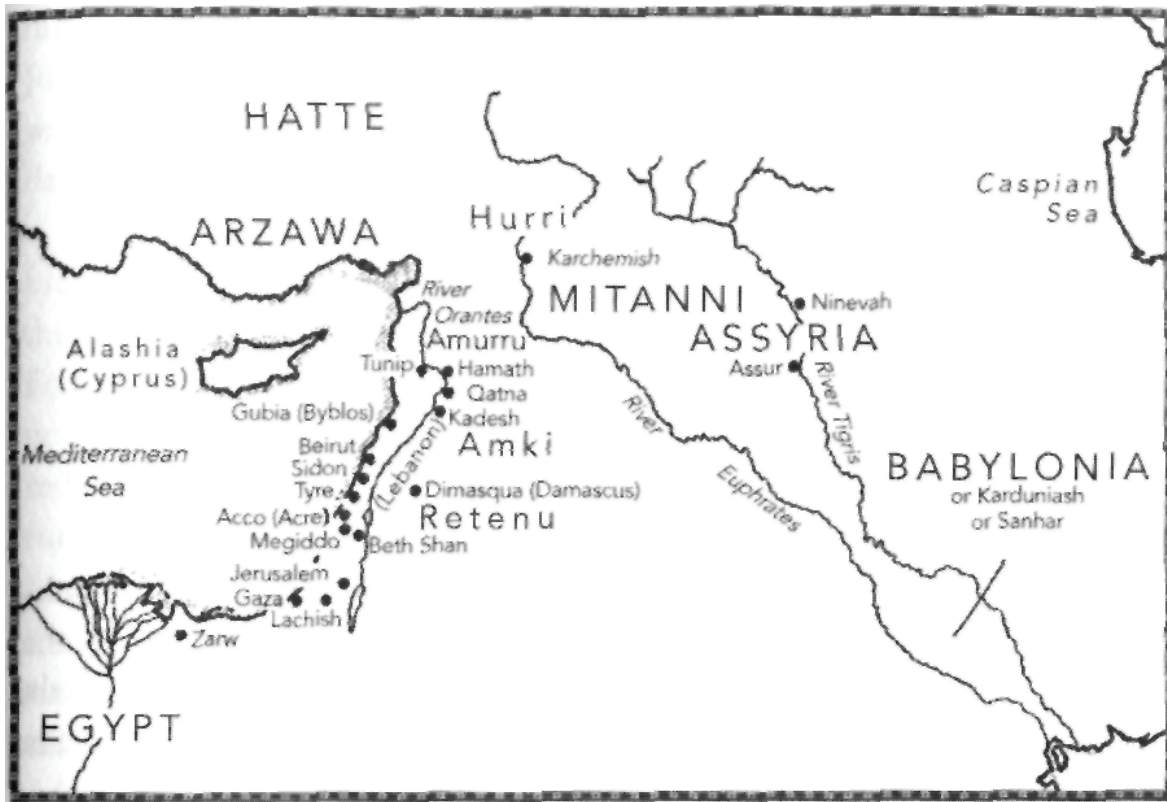 HATTE
Caspian
Sea
Hurri
ARZAWA
Karchemish
River
Orantes
MITANNI
Ninevah
Amurru
ASSYRIA
Alashia
(Cyprus)
Tunip
Hamath
Assur
River Tigris
Qatna
Gubla (Byblos)
Kadesh
River
Amki
Beirut
(Lebanon)
Mediterranean
Sea
Sidon
BABYLONIA
or Karduniash
or Sanhar
Tyre
Dimasqua (Damascus)
Euphrates
Acco (Acre)
Retenu
Megiddo
Beth Shan
Jerusalem
Gaza
Lachish
Zarw
EGYPT